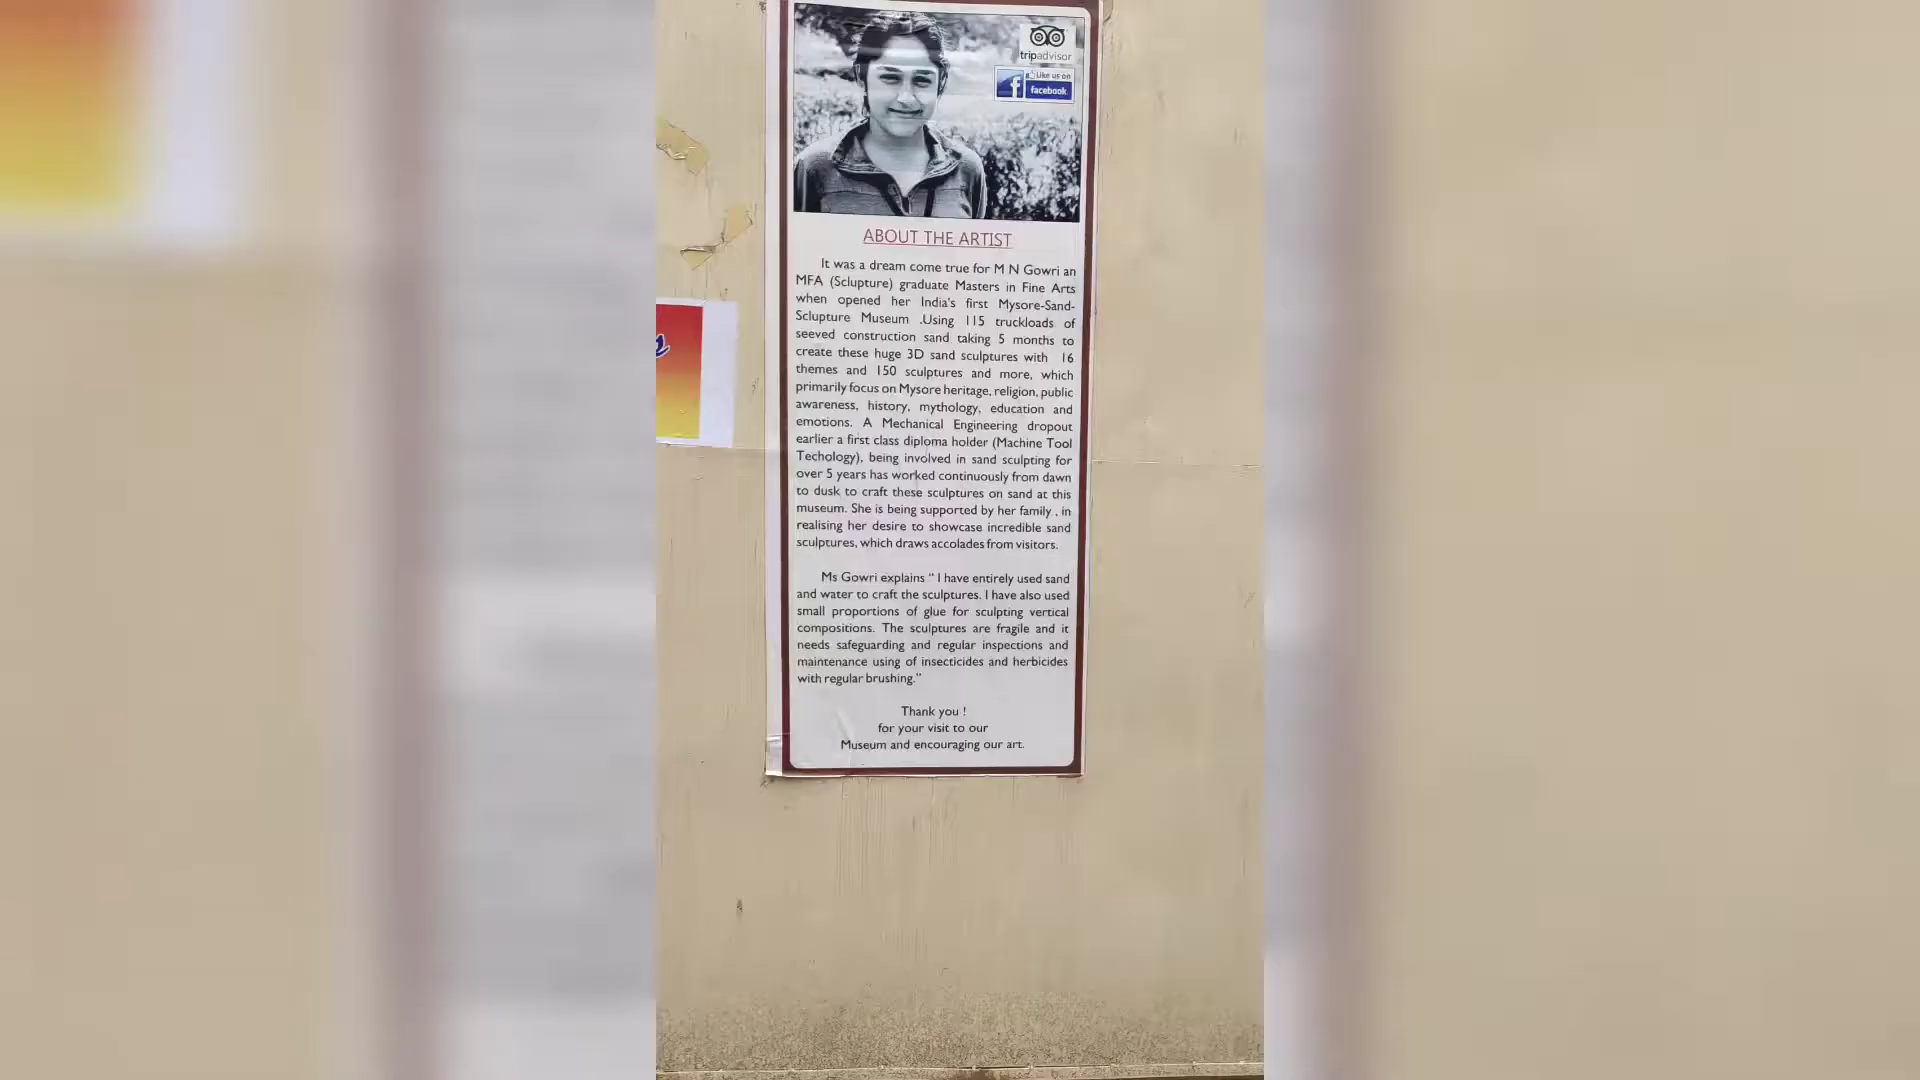 tripadvisor
Like us on
facebook
ABOUT THE ARTIST
It was a dream come true for M N Gowri an
MFA (Sclupture) graduate Masters in Fine Arts
when opened her India's first Mysore-Sand-
Sclupture Museum .Using 115 truckloads of
seeved construction sand taking 5 months to
create these huge 3D sand sculptures with 16
themes and 150 sculptures and more, which
primarily focus on Mysore heritage, religion, public
awareness, history, mythology, education and
emotions. A Mechanical Engineering dropout
earlier a first class diploma holder (Machine Tool
Techology), being involved in sand sculpting for
over 5 years has worked continuously from dawn
to dusk to craft these sculptures on sand at this
museum. She is being supported by her family , in
realising her desire to showcase incredible sand
sculptures, which draws accolades from visitors.
Ms Gowri explains “ I have entirely used sand
and water to craft the sculptures. I have also used
small proportions of glue for sculpting vertical
compositions. The sculptures are fragile and it
needs safeguarding and regular inspections and
maintenance using of insecticides and herbicides
with regular brushing.”
Thank you !
for your visit to our
Museum and encouraging our art.